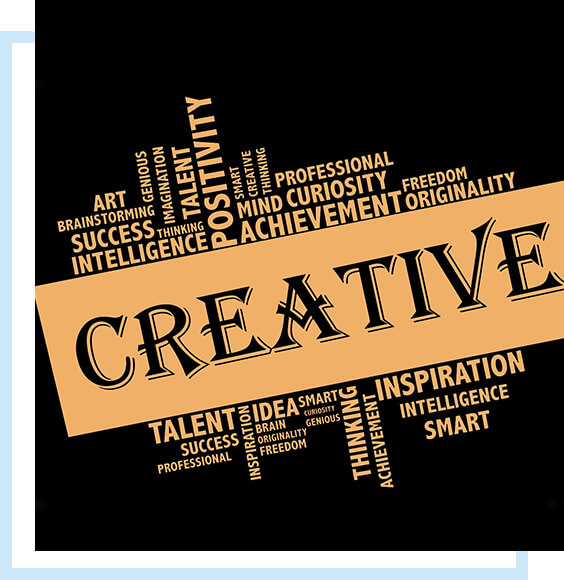 ART
BRAINSTORMING
SUCCESS
INTELLIGENCE
GENIOUS
IMAGINATION
THINKING
TALENT
POSITIVITY
SMART
CREATIVE
THINKING
PROFESSIONAL
MIND CURIOSITY
ACHIEVEMENT
FREEDOM
ORIGINALITY
CREATIVE
TALENT
SUCCESS
PROFESSIONAL
INSPIRATION
IDEA
BRAIN
ORIGINALITY
FREEDOM
SMART
CURIOSITY
GENIOUS
THINKING
ACHIEVEMENT
INSPIRATION
INTELLIGENCE
SMART